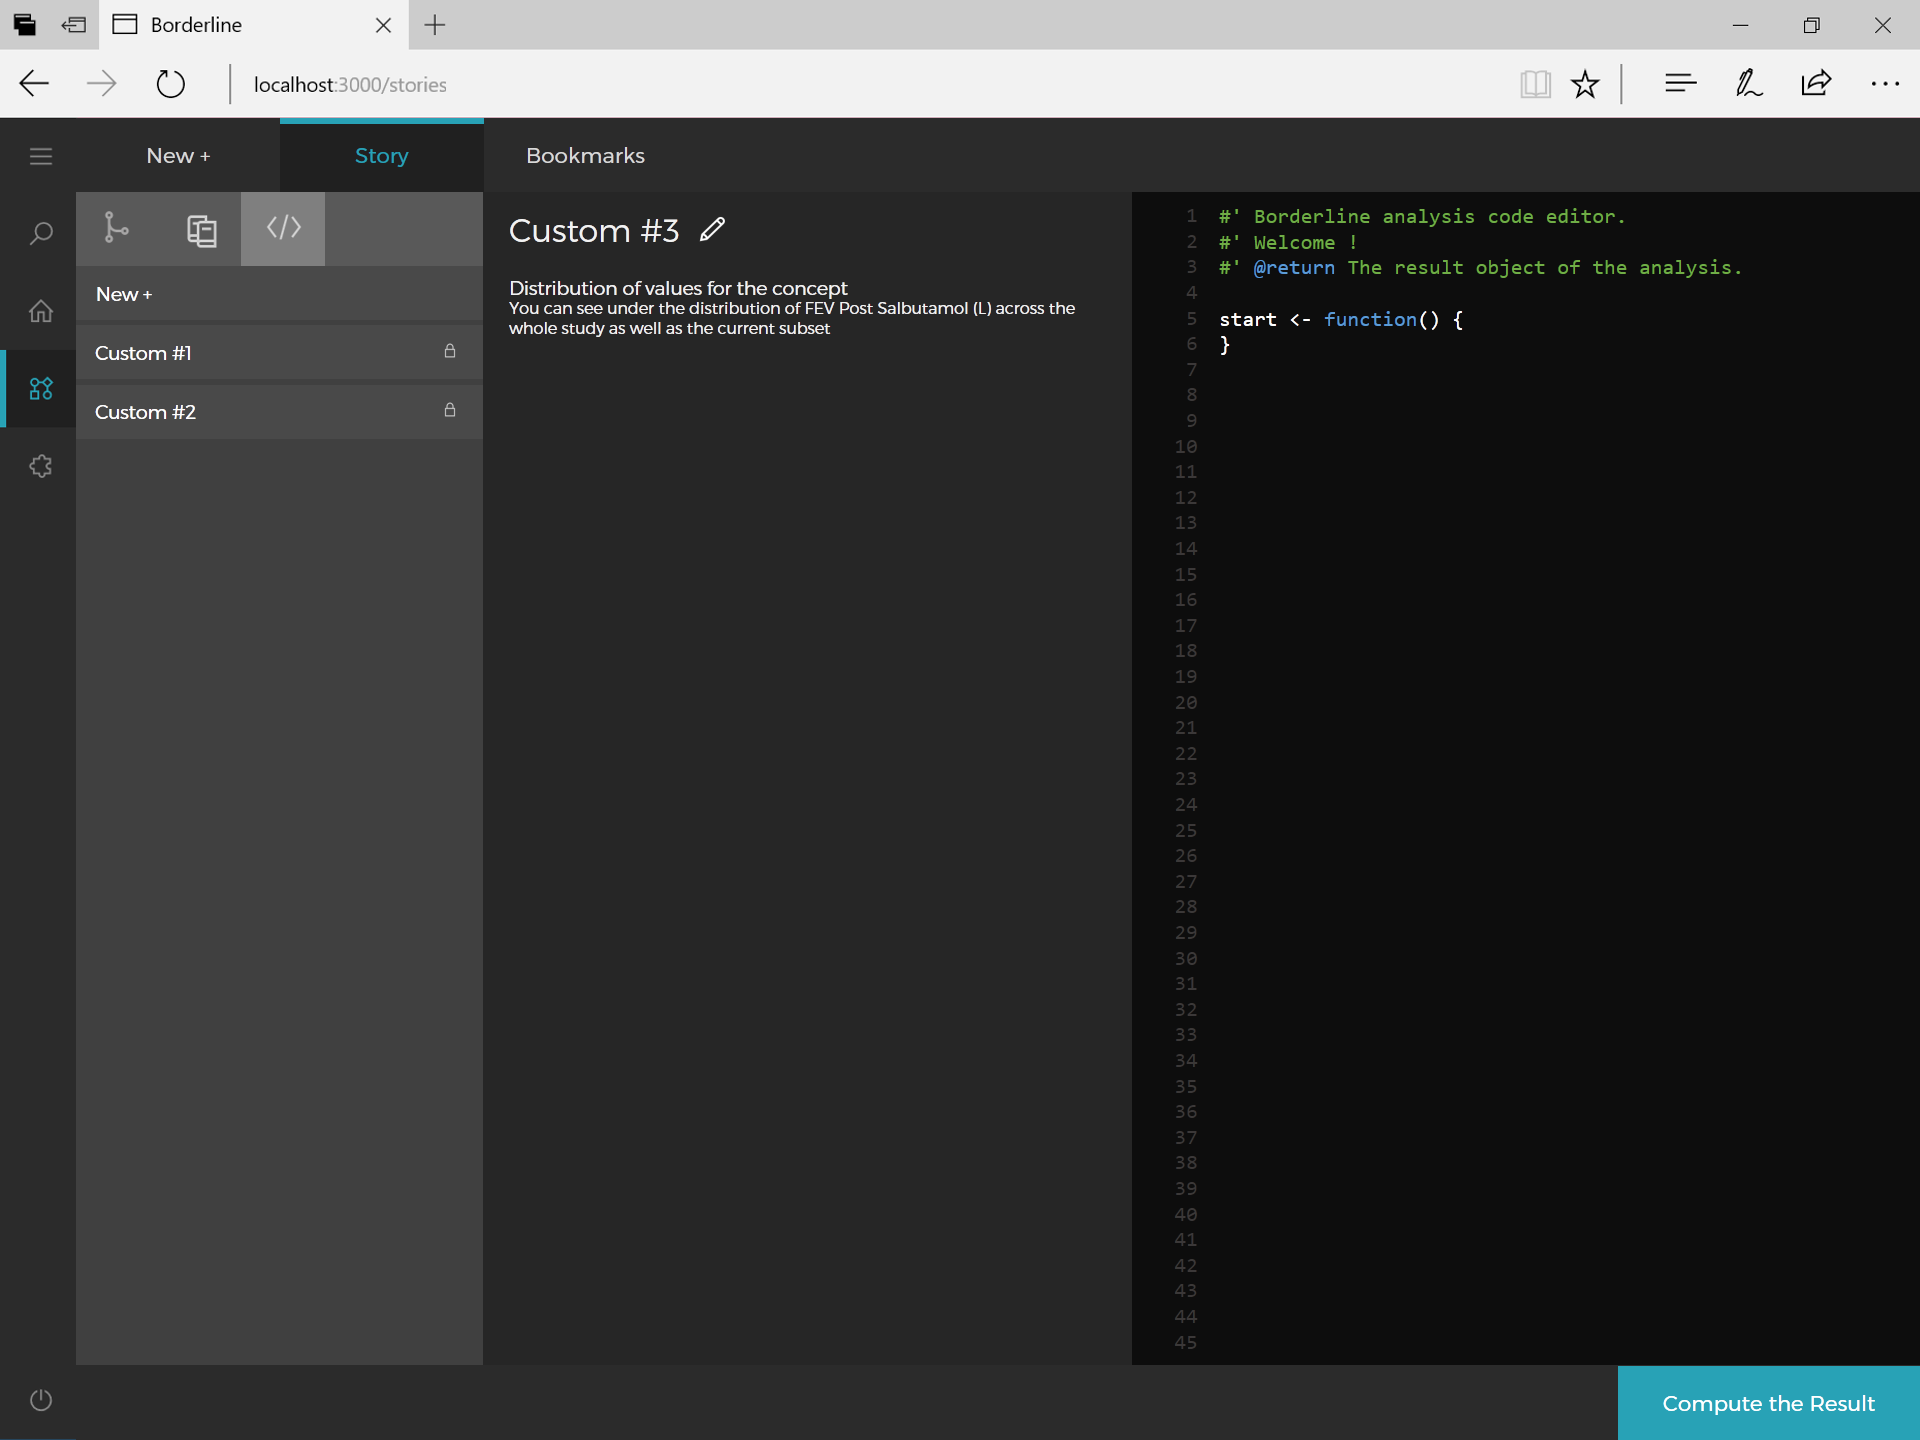 Borderline
localhost:3000/stories
New +
Story
Bookmarks
New +
Custom #1
Custom #2
Custom #3
Distribution of values for the concept
You can see under the distribution of FEV Post Salbutamol (L) across the
whole study as well as the current subset
1 #' Borderline analysis code editor.
2 #' Welcome !
3 #' @return The result object of the analysis.
4
5 start <- function() {
6 }
7
8
9
10
11
12
13
14
15
16
17
18
19
20
21
22
23
24
25
26
27
28
29
30
31
32
33
34
35
36
37
38
39
40
41
42
43
44
45
Compute the Result